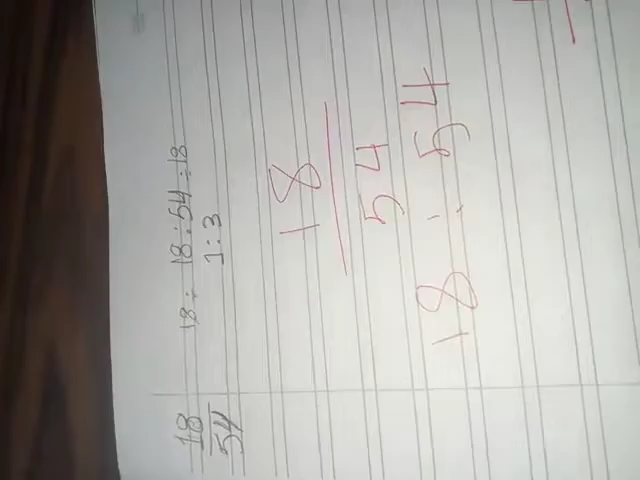 18/54
18 ÷ 18 : 54 ÷ 18
1 : 3
18/54
18 : 54